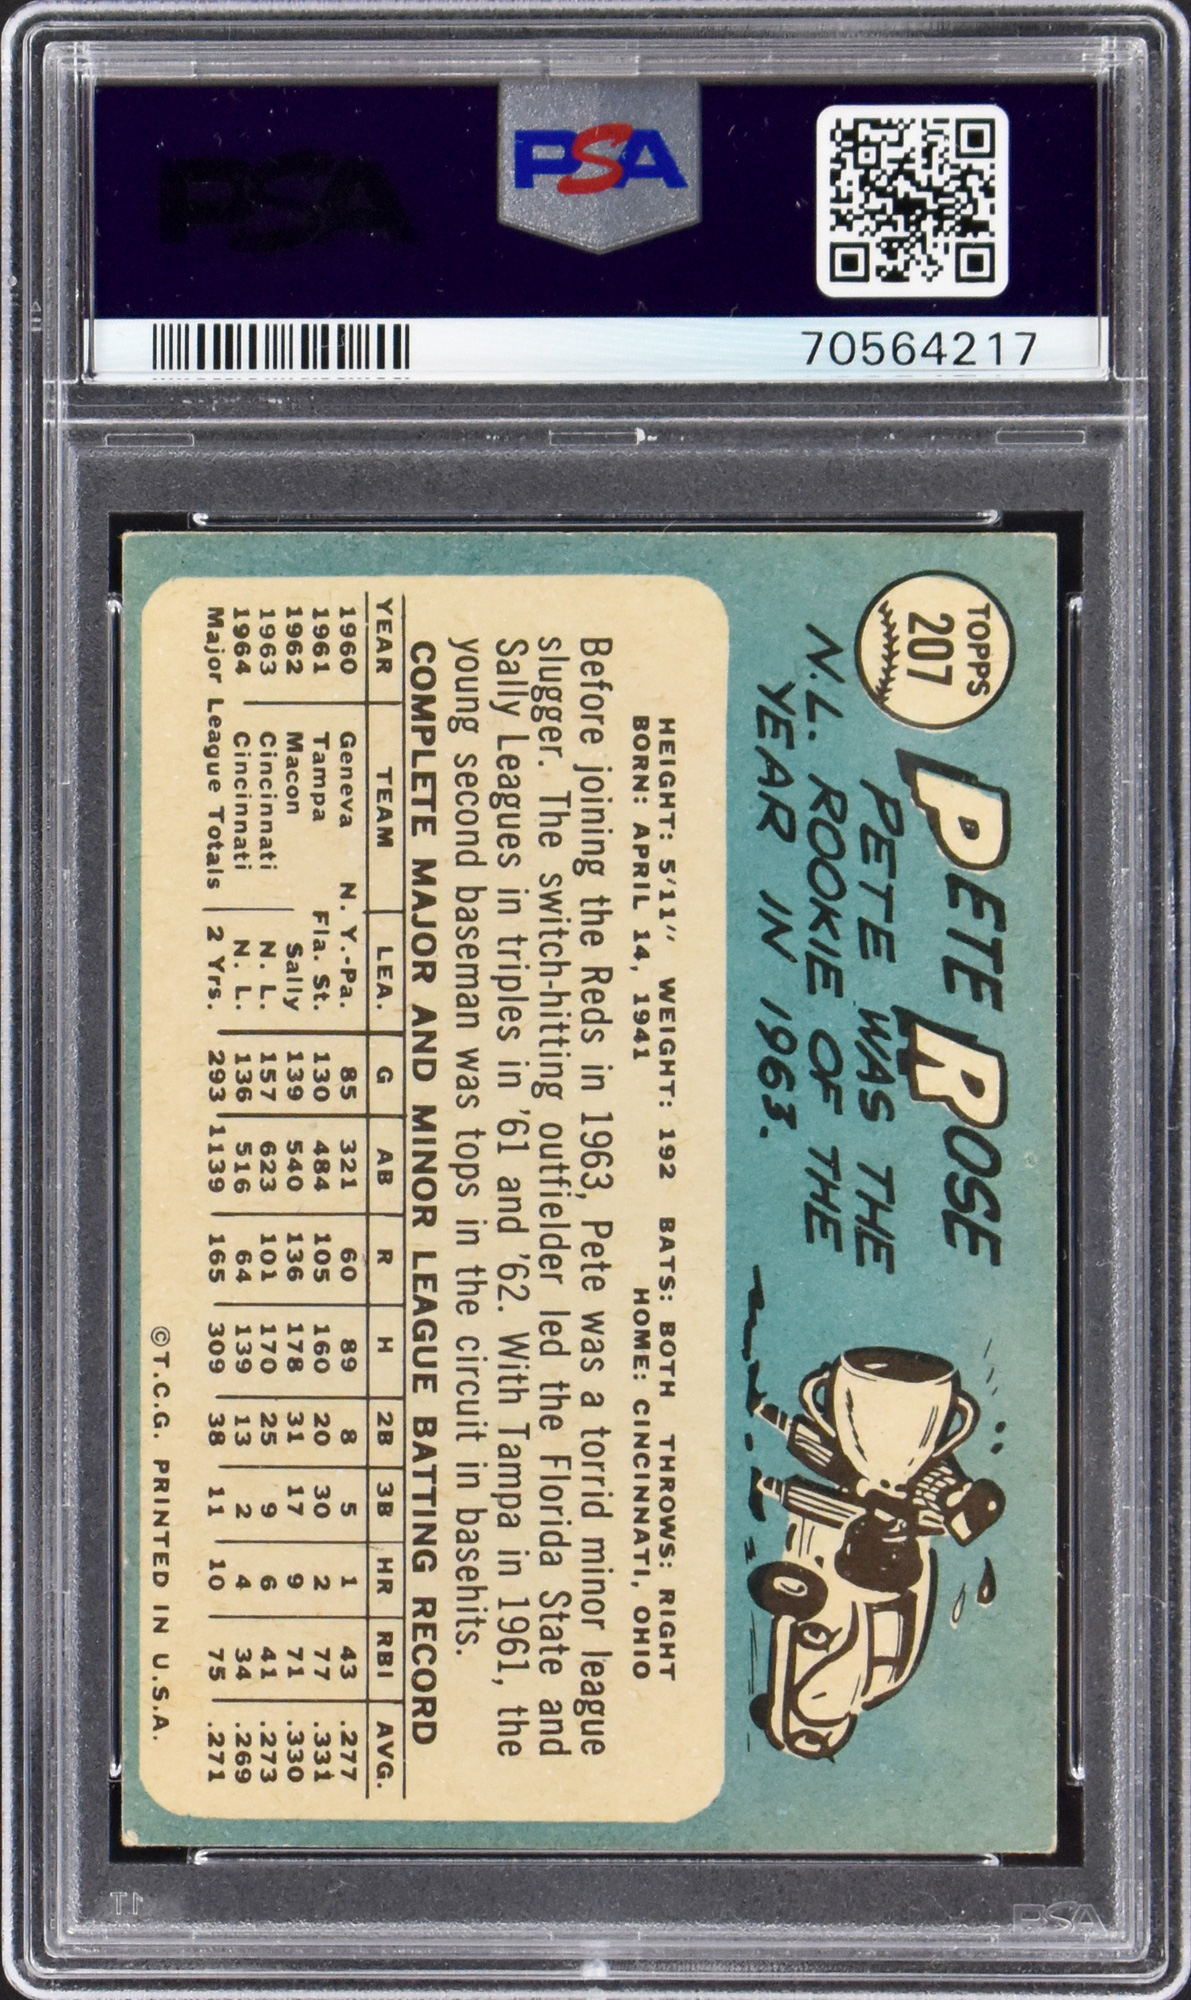 PSA
PSA
70564217
TOPPS
207
PETE ROSE
PETE WAS THE
N.L. ROOKIE OF THE
YEAR IN 1963.
HEIGHT: 5'11" WEIGHT: 192 BATS: BOTH THROWS: RIGHT
BORN: APRIL 14, 1941 HOME: CINCINNATI, OHIO
Before joining the Reds in 1963, Pete was a torrid minor league
slugger. The switch-hitting outfielder led the Florida State and
Sally Leagues in triples in '61 and '62. With Tampa in 1961, the
young second baseman was tops in the circuit in basehits.
COMPLETE MAJOR AND MINOR LEAGUE BATTING RECORD
YEAR TEAM LEA. G AB R H 2B 3B HR RBI AVG.
1960 Geneva N. Y.-Pa. 85 321 60 89 8 5 1 43 .277
1961 Tampa Fla. St. 130 484 105 160 20 30 2 77 .331
1962 Macon Sally 139 540 136 178 31 17 9 71 .330
1963 Cincinnati N. L. 157 623 101 170 25 9 6 41 .273
1964 Cincinnati N. L. 136 516 64 139 13 2 4 34 .269
Major League Totals 2 Yrs. 293 1139 165 309 38 11 10 75 .271
©T.C.G. PRINTED IN U.S.A.
PSA